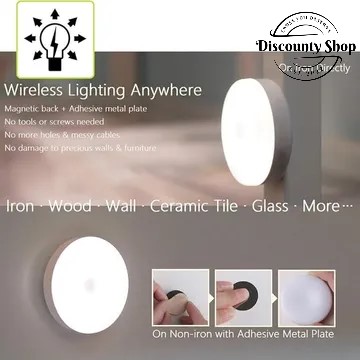 Discounty Shop
On Iron Directly
Wireless Lighting Anywhere
Magnetic back + Adhesive metal plate
No tools or screws needed
No more holes & messy cables
No damage to precious walls & furniture
Iron · Wood · Wall · Ceramic Tile · Glass · More···
On Non-iron with Adhesive Metal Plate